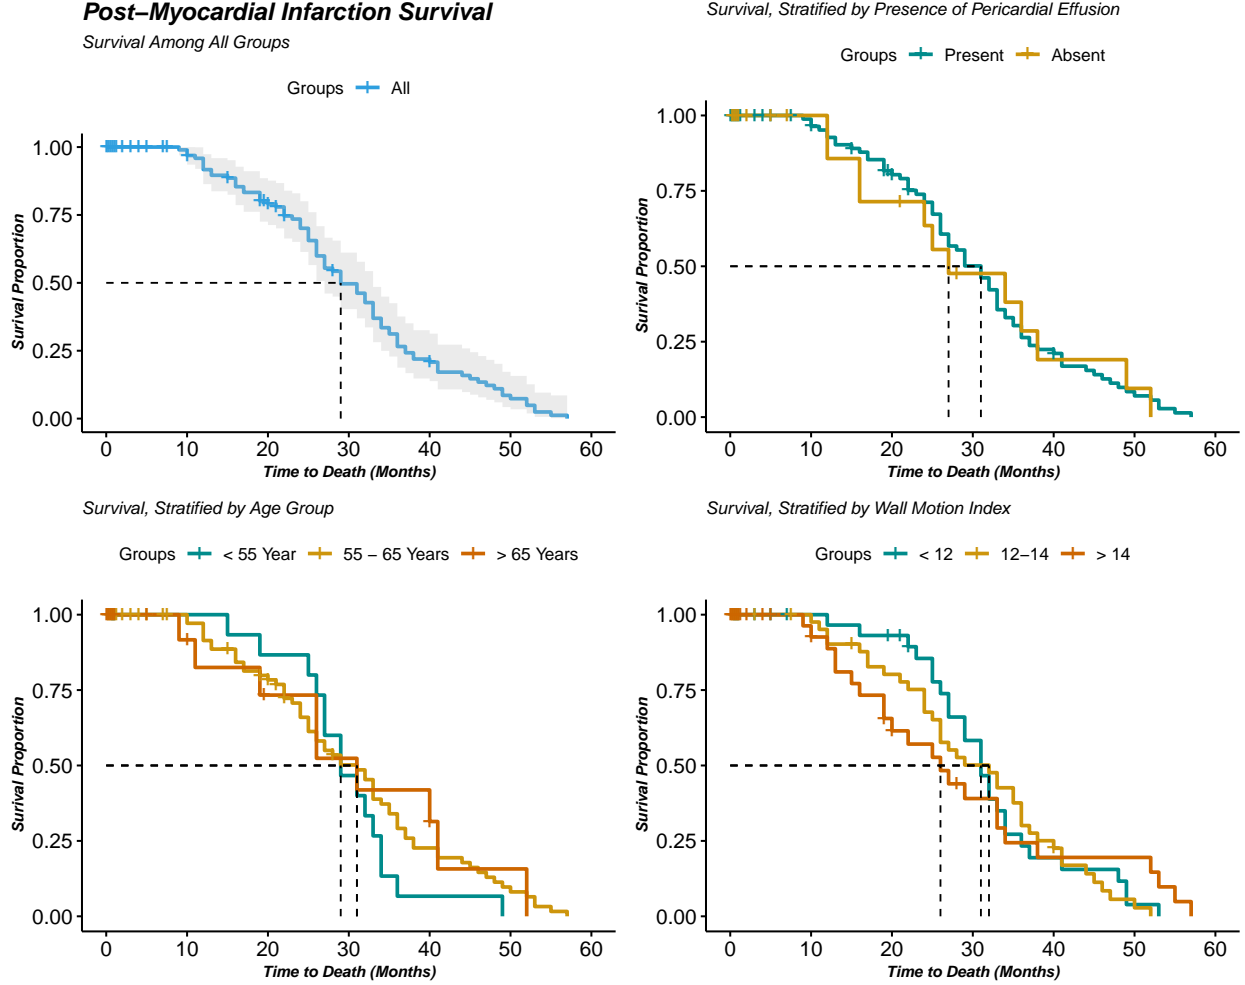 Post–Myocardial Infarction Survival
Survival Among All Groups
Groups All
1.00
0.75
0.50
0.25
0.00
Surival Proportion
0 10 20 30 40 50 60
Time to Death (Months)
Survival, Stratified by Presence of Pericardial Effusion
Groups Present Absent
1.00
0.75
0.50
0.25
0.00
Surival Proportion
0 10 20 30 40 50 60
Time to Death (Months)
Survival, Stratified by Age Group
Groups < 55 Year 55 – 65 Years > 65 Years
1.00
0.75
0.50
0.25
0.00
Surival Proportion
0 10 20 30 40 50 60
Time to Death (Months)
Survival, Stratified by Wall Motion Index
Groups < 12 12–14 > 14
1.00
0.75
0.50
0.25
0.00
Surival Proportion
0 10 20 30 40 50 60
Time to Death (Months)